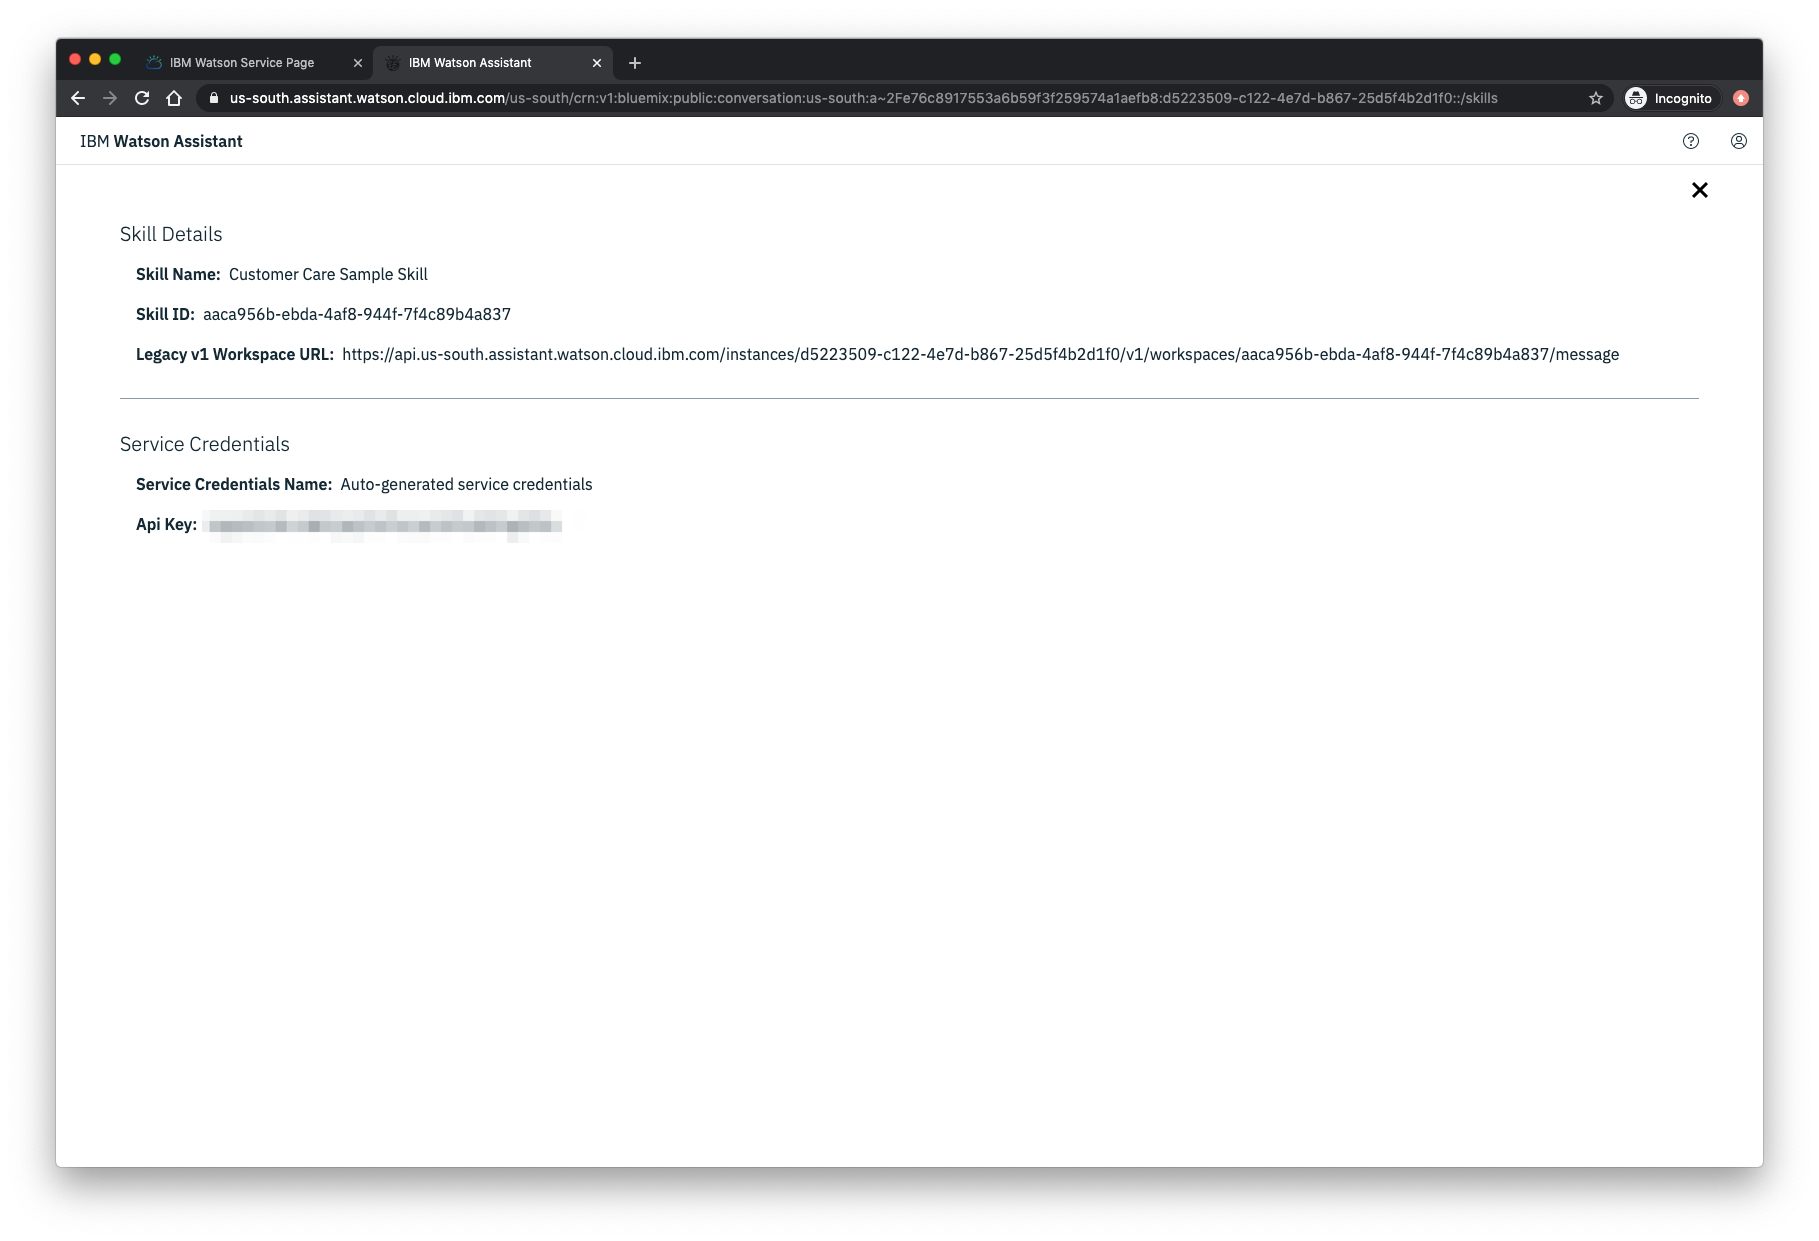 IBM Watson Service Page
IBM Watson Assistant
us-south.assistant.watson.cloud.ibm.com/us-south/crn:v1:bluemix:public:conversation:us-south:a~2Fe76c8917553a6b59f3f259574a1aefb8:d5223509-c122-4e7d-b867-25d5f4b2d1f0::/skills
Incognito
IBM Watson Assistant
Skill Details
Skill Name: Customer Care Sample Skill
Skill ID: aaca956b-ebda-4af8-944f-7f4c89b4a837
Legacy v1 Workspace URL: https://api.us-south.assistant.watson.cloud.ibm.com/instances/d5223509-c122-4e7d-b867-25d5f4b2d1f0/v1/workspaces/aaca956b-ebda-4af8-944f-7f4c89b4a837/message
Service Credentials
Service Credentials Name: Auto-generated service credentials
Api Key: